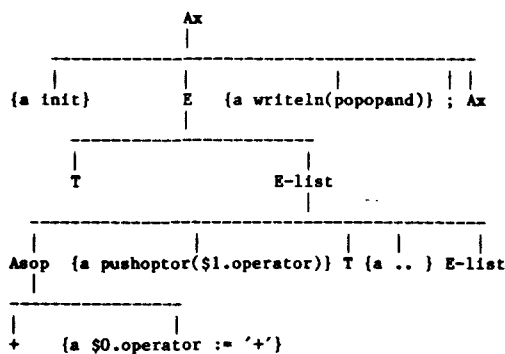 Ax
{a init} E {a writeln(popopand)} ; Ax
T E-list
Asop {a pushoptor($1.operator)} T {a .. } E-list
+ {a $0.operator := '+'}